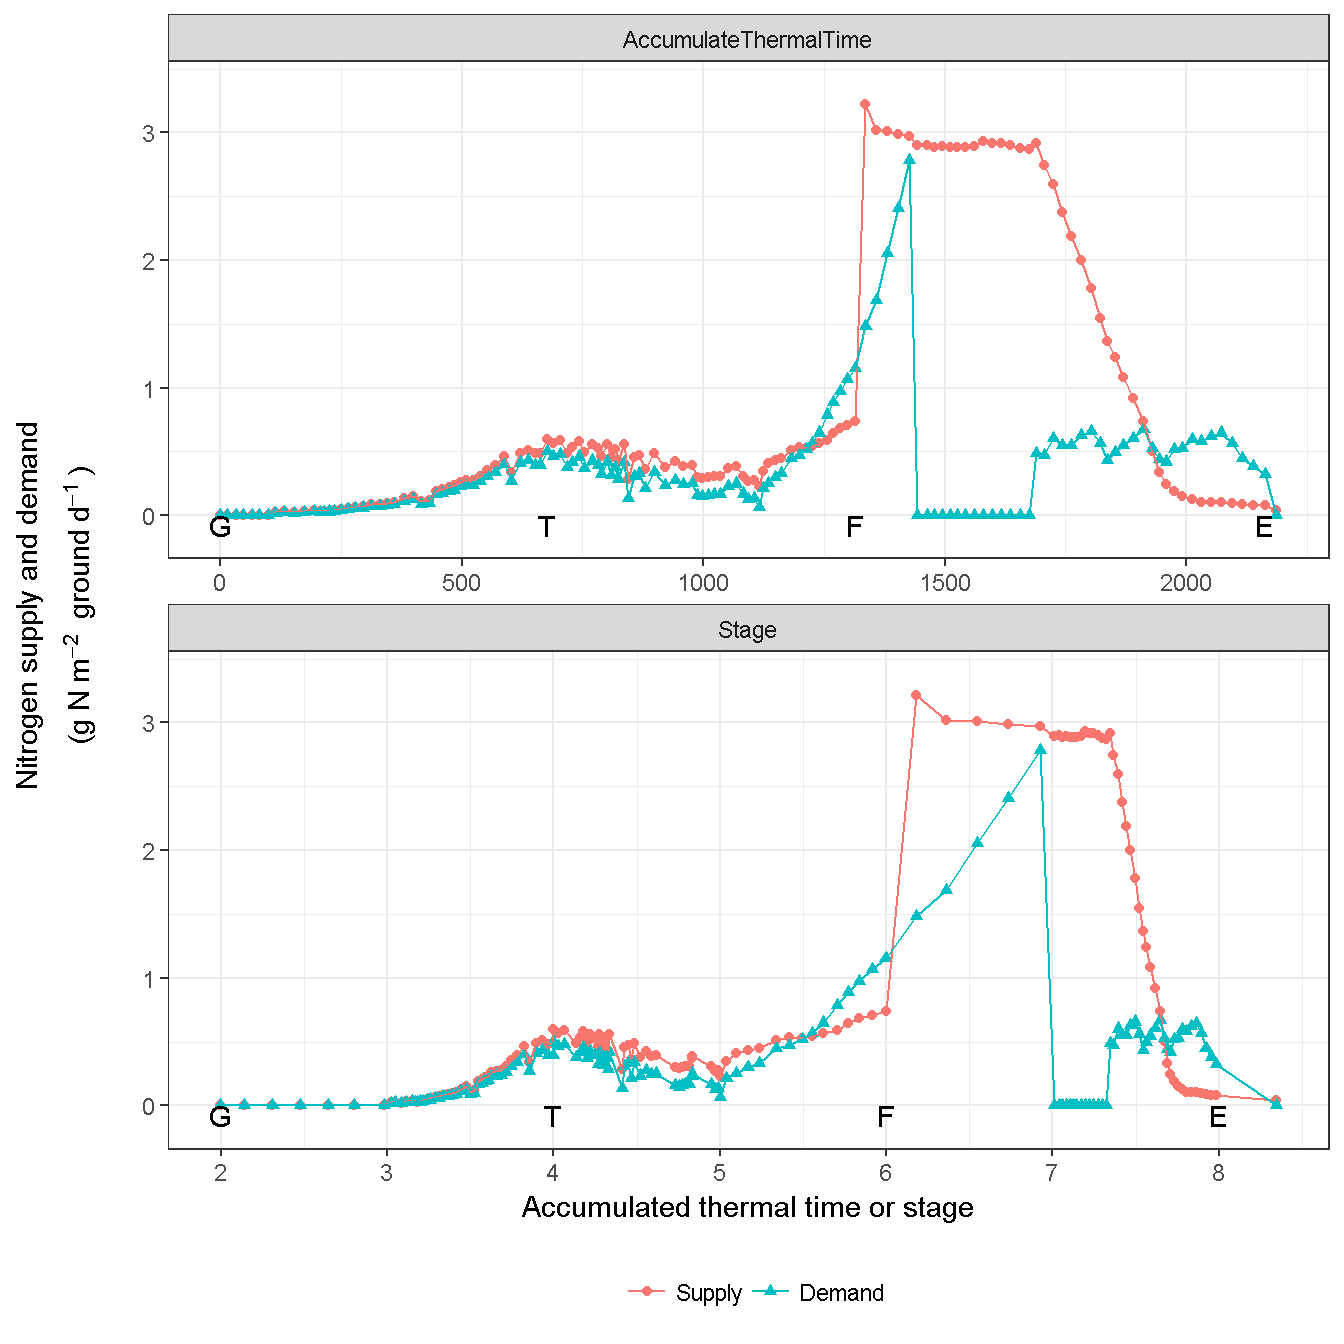 AccumulateThermalTime
3
2
1
0
G T F E
0 500 1000 1500 2000
Stage
3
2
1
0
G T F E
2 3 4 5 6 7 8
Nitrogen supply and demand
(g N m⁻² ground d⁻¹)
Accumulated thermal time or stage
Supply Demand